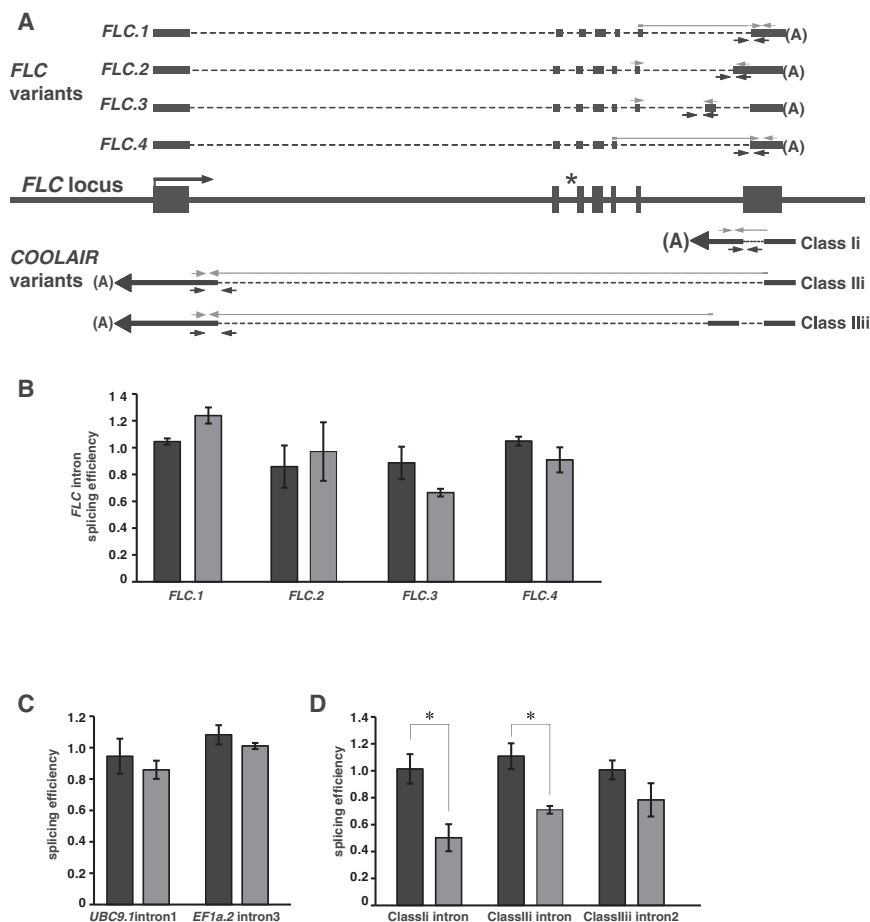 A
FLC.1
(A)
FLC
variants
FLC.2
(A)
FLC.3
(A)
FLC.4
(A)
FLC locus
*
(A)
Class Ii
COOLAIR
variants
(A)
Class IIi
(A)
Class IIii
B
FLC intron
splicing efficiency
1 4
1.2
1.0
0.8
0.6
0.4
0.2
0
FLC.1
FLC.2
FLC.3
FLC.4
C
splicing efficiency
1.2
1.0
0.8
0.6
0.4
0.2
0
UBC9.1intron1
EF1a.2 intron3
D
splicing efficiency
1.4
1.2
1.0
0.8
0.6
0.4
0.2
0
*
*
ClassIi intron
ClassIIi intron
ClassIIii intron2